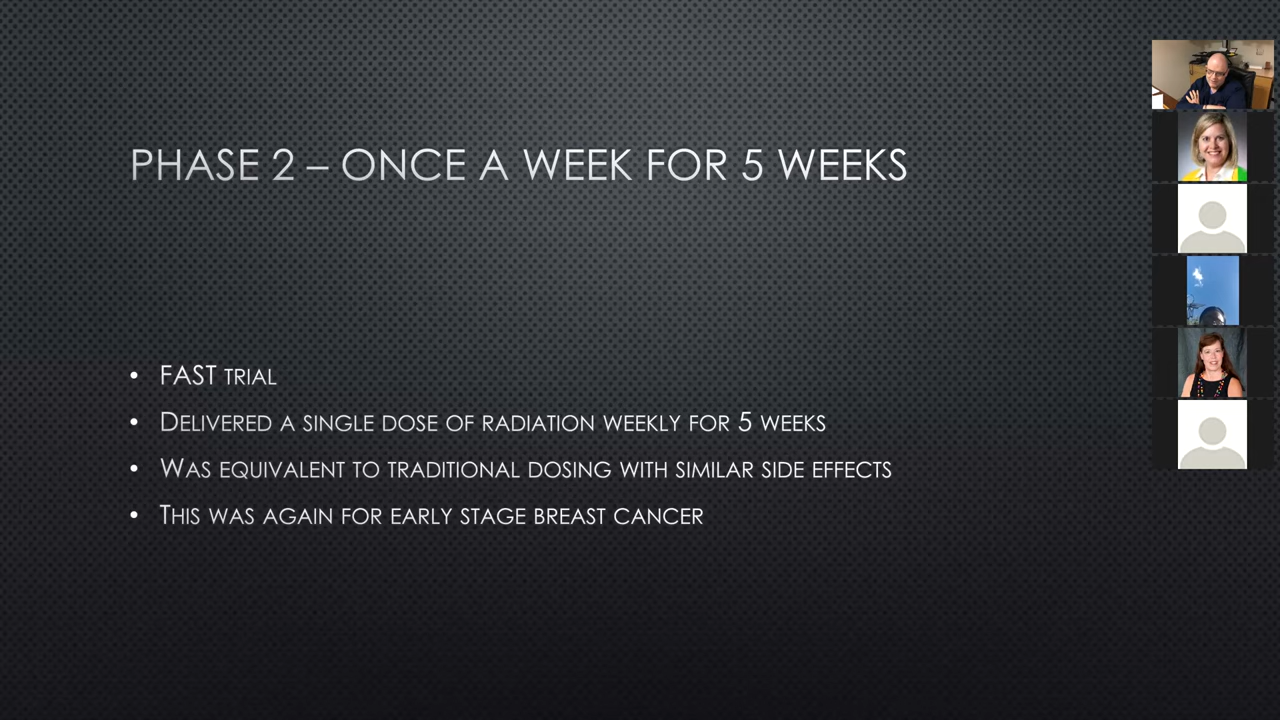 PHASE 2 – ONCE A WEEK FOR 5 WEEKS
• FAST TRIAL
• DELIVERED A SINGLE DOSE OF RADIATION WEEKLY FOR 5 WEEKS
• WAS EQUIVALENT TO TRADITIONAL DOSING WITH SIMILAR SIDE EFFECTS
• THIS WAS AGAIN FOR EARLY STAGE BREAST CANCER